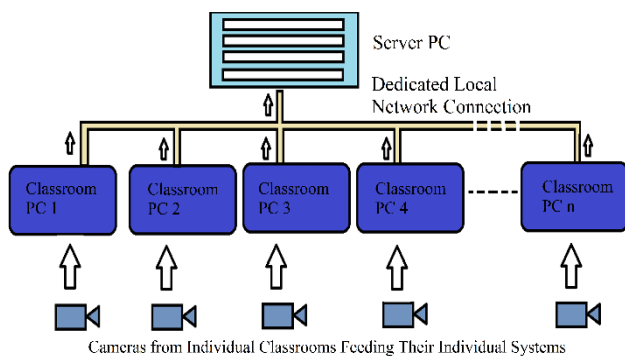 Server PC
Dedicated Local
Network Connection
Classroom
PC 1
Classroom
PC 2
Classroom
PC 3
Classroom
PC 4
Classroom
PC n
Cameras from Individual Classrooms Feeding Their Individual Systems